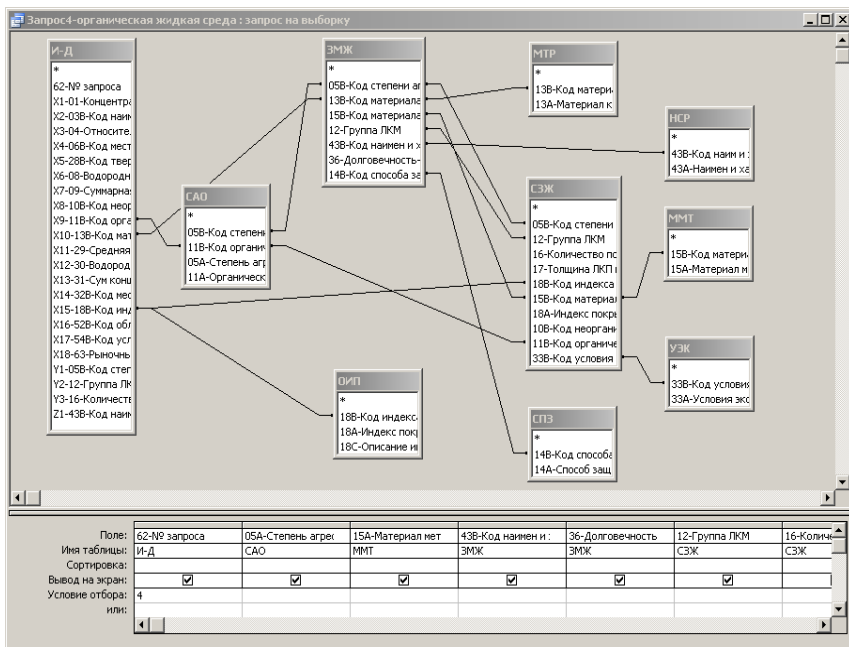 Запрос4-органическая жидкая среда : запрос на выборку
И-Д
*
62-№ запроса
X1-01-Концентра
X2-03В-Код наим
X3-04-Относите.
X4-06В-Код мест
X5-28В-Код твер
X6-08-Водородн
X7-09-Суммарна
X8-10В-Код неор
X9-11В-Код орга
X10-13В-Код мат
X11-29-Средняя
X12-30-Водород
X13-31-Сум конц
X14-32В-Код мес
X15-18В-Код инд
X16-52В-Код обл
X17-54В-Код усл
X18-63-Рыночнь
Y1-05В-Код стег
Y2-12-Группа ЛК
Y3-16-Количеств
Z1-43В-Код наим
САО
*
05В-Код степени
11В-Код органич
05А-Степень агр
11А-Органическ
ЗМЖ
*
05В-Код степени аг
13В-Код материала
15В-Код материала
12-Группа ЛКМ
43В-Код наимен и х
36-Долговечность-
14В-Код способа за
МТР
*
13В-Код матери
13А-Материал к
НСР
*
43В-Код наим и :
43А-Наимен и ха
СЗЖ
*
05В-Код степени
12-Группа ЛКМ
16-Количество пс
17-Толщина ЛКП
18В-Код индекса
15В-Код материал
18А-Индекс покры
10В-Код неоргани
11В-Код органиче
33В-Код условия
ММТ
*
15В-Код матери
15А-Материал м
УЭК
*
33В-Код условия
33А-Условия экс
ОИП
*
18В-Код индекс
18А-Индекс покр
18С-Описание и
СПЗ
*
14В-Код способа
14А-Способ защ
Поле: 62-№ запроса 05А-Степень агрес 15А-Материал мет 43В-Код наимен и : 36-Долговечность 12-Группа ЛКМ 16-Количе
Имя таблицы: И-Д САО ММТ ЗМЖ ЗМЖ СЗЖ СЗЖ
Сортировка:
Вывод на экран:
Условие отбора: 4
или: